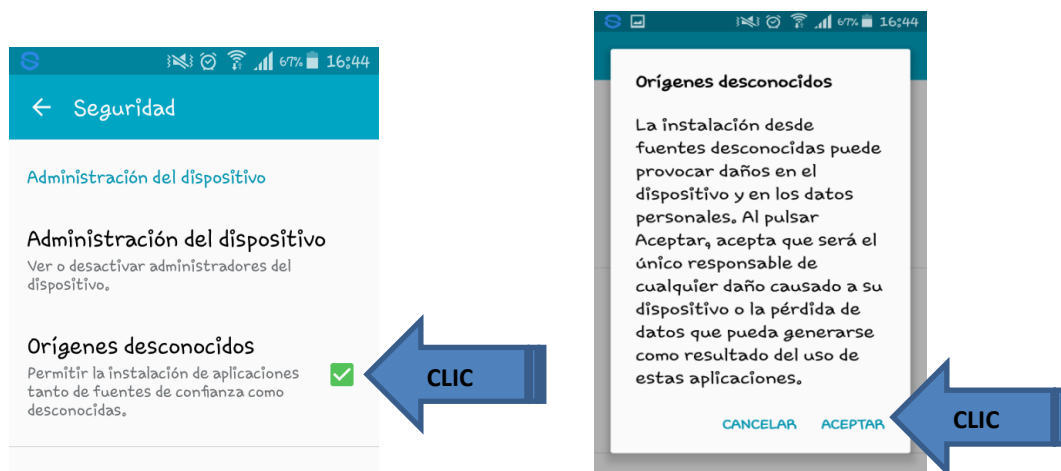 67% 16:44
Seguridad
Administración del dispositivo
Administración del dispositivo
Ver o desactivar administradores del
dispositivo.
Orígenes desconocidos
Permitir la instalación de aplicaciones
tanto de fuentes de confianza como
desconocidas.
CLIC
67% 16:44
Orígenes desconocidos
La instalación desde
fuentes desconocidas puede
provocar daños en el
dispositivo y en los datos
personales. Al pulsar
Aceptar, acepta que será el
único responsable de
cualquier daño causado a su
dispositivo o la pérdida de
datos que pueda generarse
como resultado del uso de
estas aplicaciones.
CANCELAR ACEPTAR
CLIC